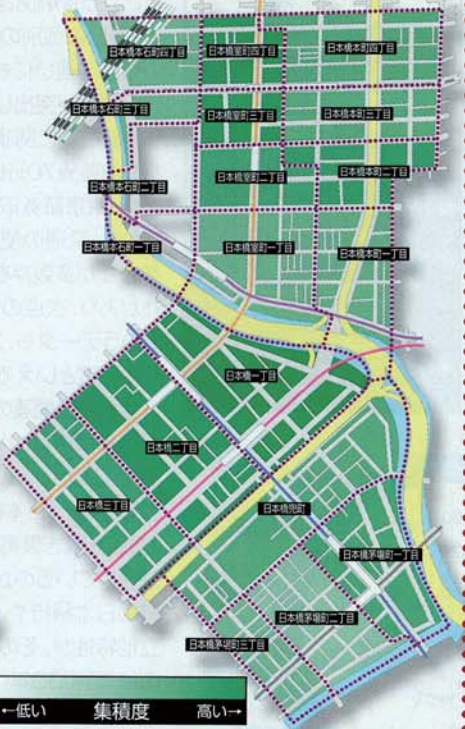 日本橋本石町四丁目
日本橋室町四丁目
日本橋本町四丁目
日本橋本石町三丁目
日本橋室町三丁目
日本橋本町三丁目
日本橋本石町二丁目
日本橋室町二丁目
日本橋本町二丁目
日本橋本石町一丁目
日本橋室町一丁目
日本橋本町一丁目
日本橋一丁目
日本橋二丁目
日本橋三丁目
日本橋兜町
日本橋茅場町一丁目
日本橋茅場町二丁目
日本橋茅場町三丁目
←低い 集積度 高い→